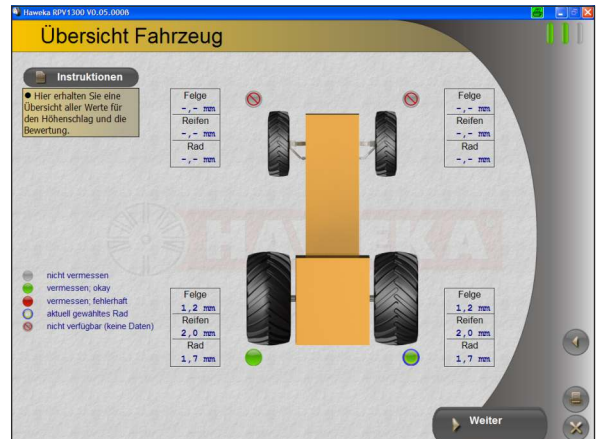 Haweka RPV1300 V0.05.000B
Übersicht Fahrzeug
Instruktionen
● Hier erhalten Sie eine
Übersicht aller Werte für
den Höhenschlag und die
Bewertung.
Felge
-,- mm
Reifen
-,- mm
Rad
-,- mm
Felge
-,- mm
Reifen
-,- mm
Rad
-,- mm
HAWEKA
nicht vermessen
vermessen; okay
vermessen; fehlerhaft
aktuell gewähltes Rad
nicht verfügbar (keine Daten)
Felge
1,2 mm
Reifen
2,0 mm
Rad
1,7 mm
Felge
1,2 mm
Reifen
2,0 mm
Rad
1,7 mm
Weiter